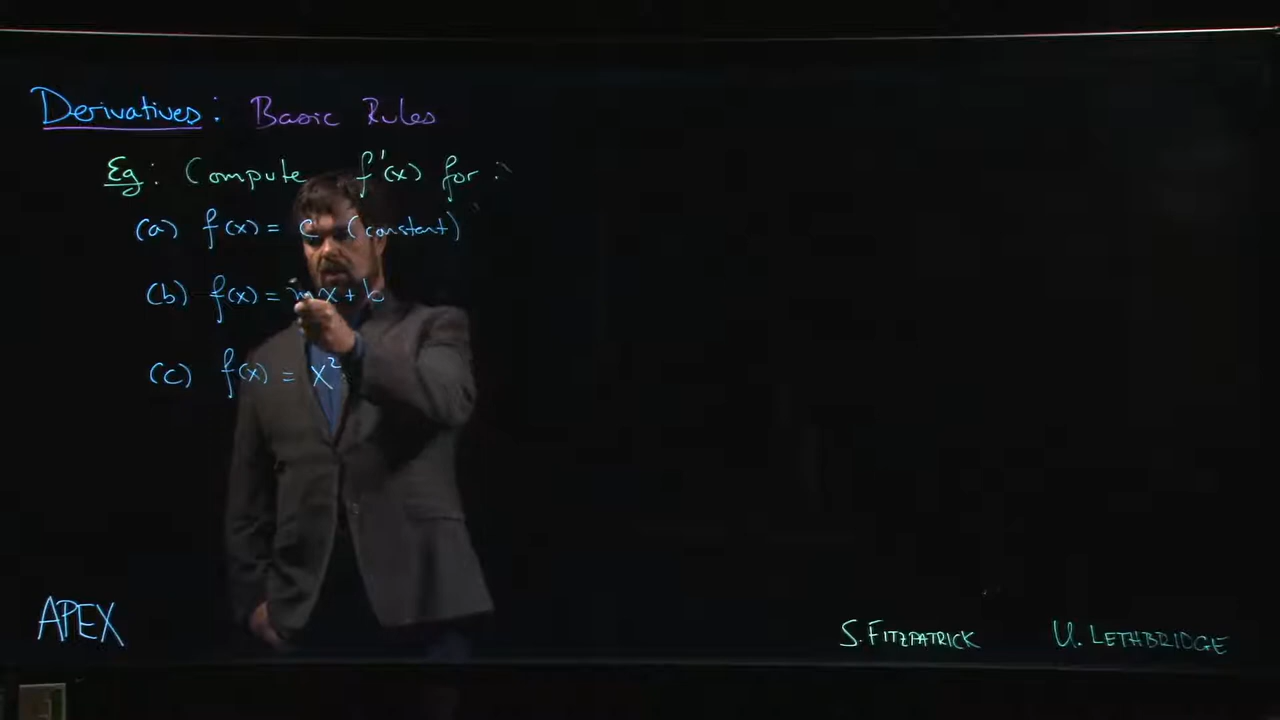 Derivatives: Basic Rules
Eg: Compute f'(x) for:
(a) f(x) = c (constant)
(b) f(x) = mx + b
(c) f(x) = x²
APEX
S. FITZPATRICK U. LETHBRIDGE